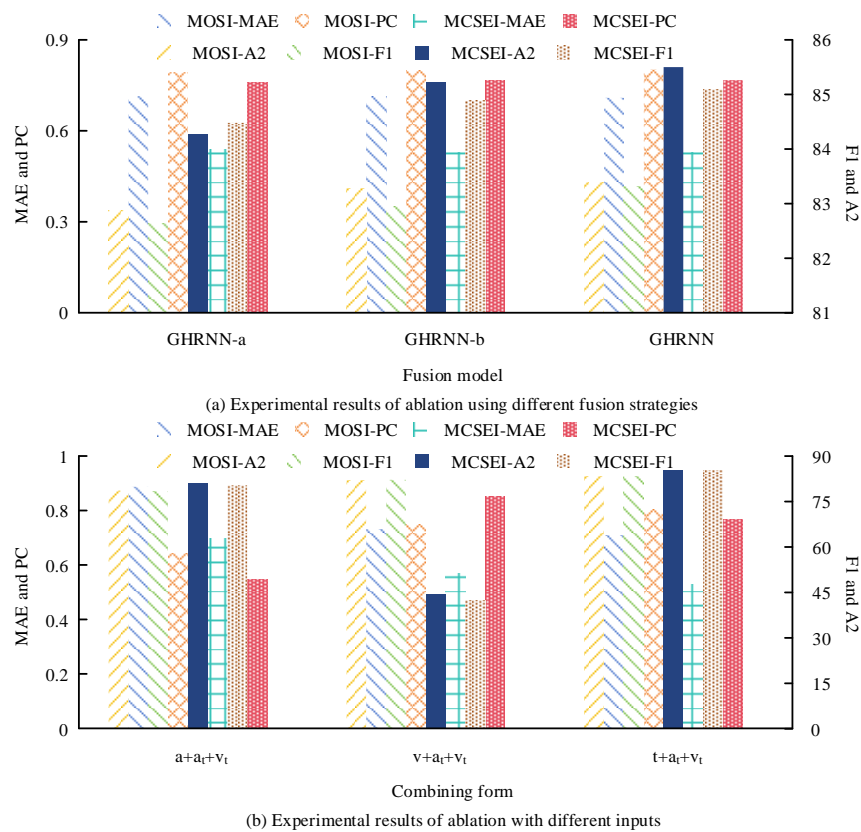 MOSI-MAE MOSI-PC MCSEI-MAE MCSEI-PC
MOSI-A2 MOSI-F1 MCSEI-A2 MCSEI-F1
0.9
0.6
0.3
0
MAE and PC
86
85
84
83
82
81
F1 and A2
GHRNN-a GHRNN-b GHRNN
Fusion model
(a) Experimental results of ablation using different fusion strategies
MOSI-MAE MOSI-PC MCSEI-MAE MCSEI-PC
MOSI-A2 MOSI-F1 MCSEI-A2 MCSEI-F1
1
0.8
0.6
0.4
0.2
0
MAE and PC
90
75
60
45
30
15
0
F1 and A2
a+aₜ+vₜ v+aₜ+vₜ t+aₜ+vₜ
Combining form
(b) Experimental results of ablation with different inputs